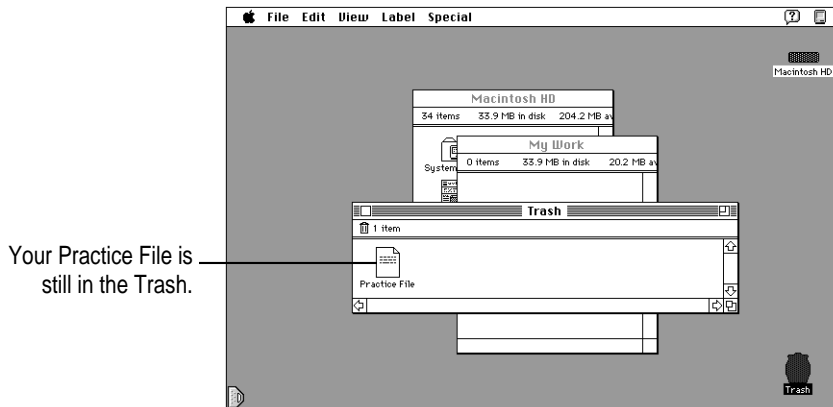 File Edit View Label Special
Macintosh HD
Macintosh HD
34 items 33.9 MB in disk 204.2 MB av
My Work
System
0 items 33.9 MB in disk 20.2 MB av
Trash
1 item
Your Practice File is
still in the Trash.
Practice File
Trash